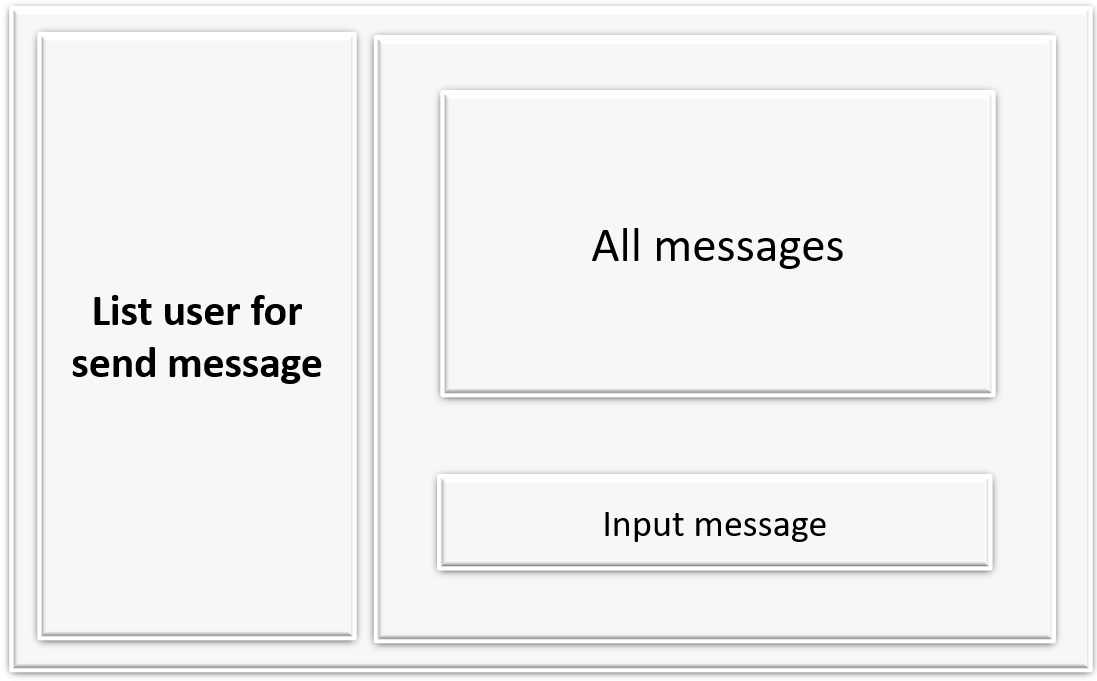 List user for
send message
All messages
Input message